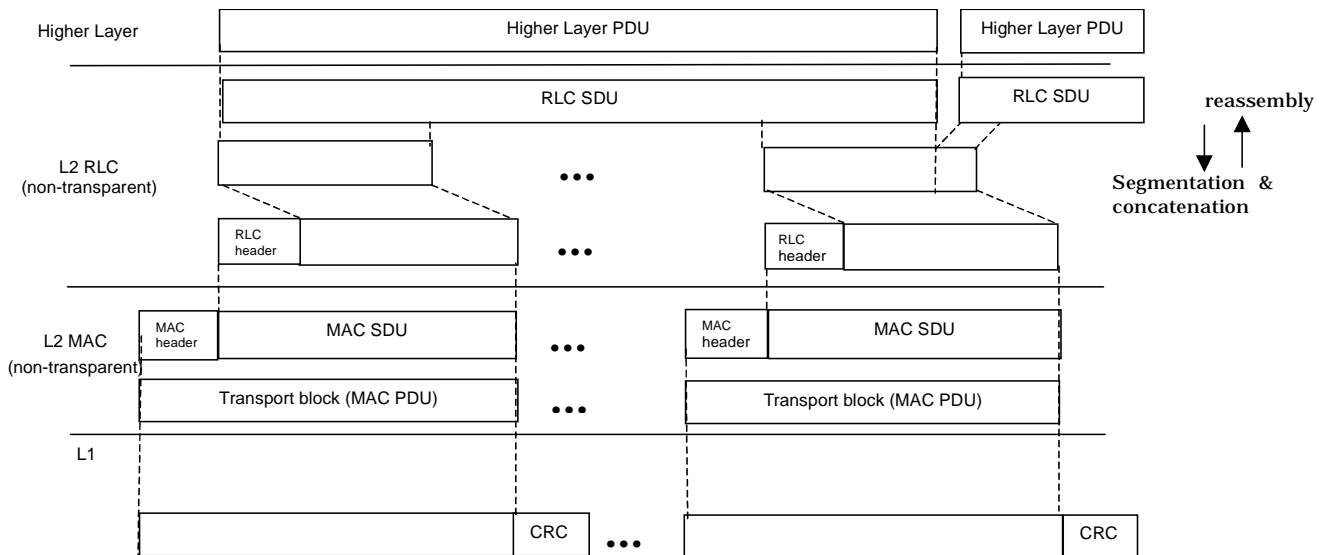 Higher Layer
Higher Layer PDU
Higher Layer PDU
RLC SDU
RLC SDU
reassembly
L2 RLC
(non-transparent)
Segmentation &
concatenation
RLC
header
RLC
header
L2 MAC
(non-transparent)
MAC
header
MAC SDU
MAC
header
MAC SDU
Transport block (MAC PDU)
Transport block (MAC PDU)
L1
CRC
CRC